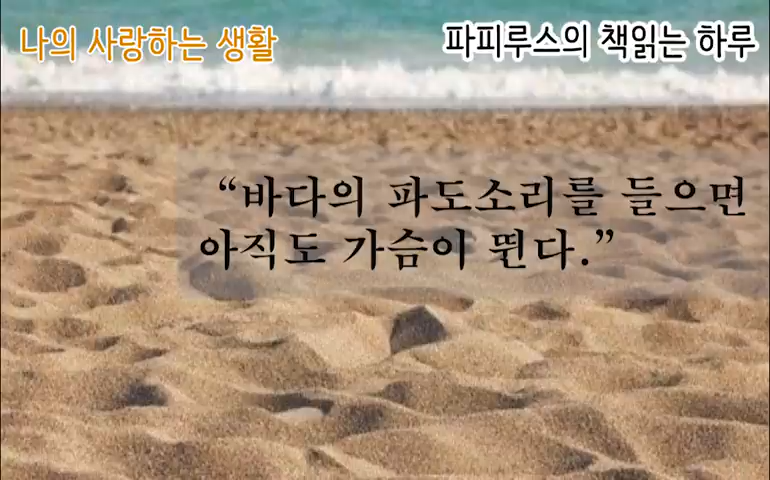 나의 사랑하는 생활
파피루스의 책읽는 하루
“바다의 파도소리를 들으면
아직도 가슴이 뛴다.”